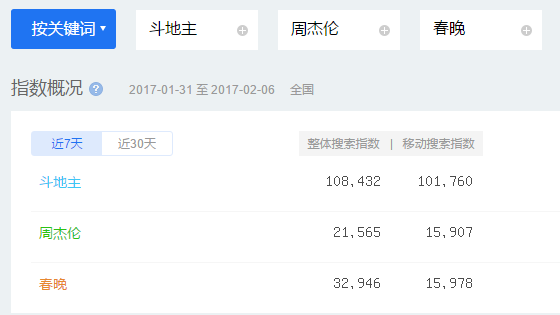 按关键词 斗地主 周杰伦 春晚
指数概况 ? 2017-01-31 至 2017-02-06 全国
近7天 近30天 整体搜索指数 | 移动搜索指数
斗地主 108,432 101,760
周杰伦 21,565 15,907
春晚 32,946 15,978